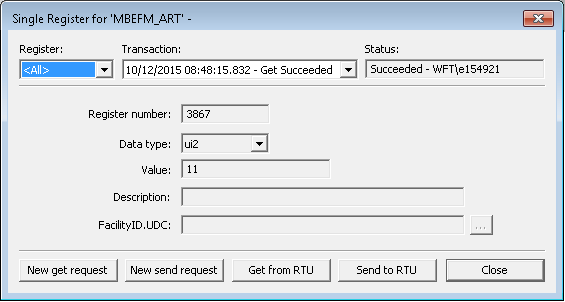 Single Register for 'MBEFM_ART' -
Register: Transaction: Status:
<All> 10/12/2015 08:48:15.832 - Get Succeeded Succeeded - WFT\e154921
Register number: 3867
Data type: ui2
Value: 11
Description:
FacilityID.UDC: ...
New get request New send request Get from RTU Send to RTU Close